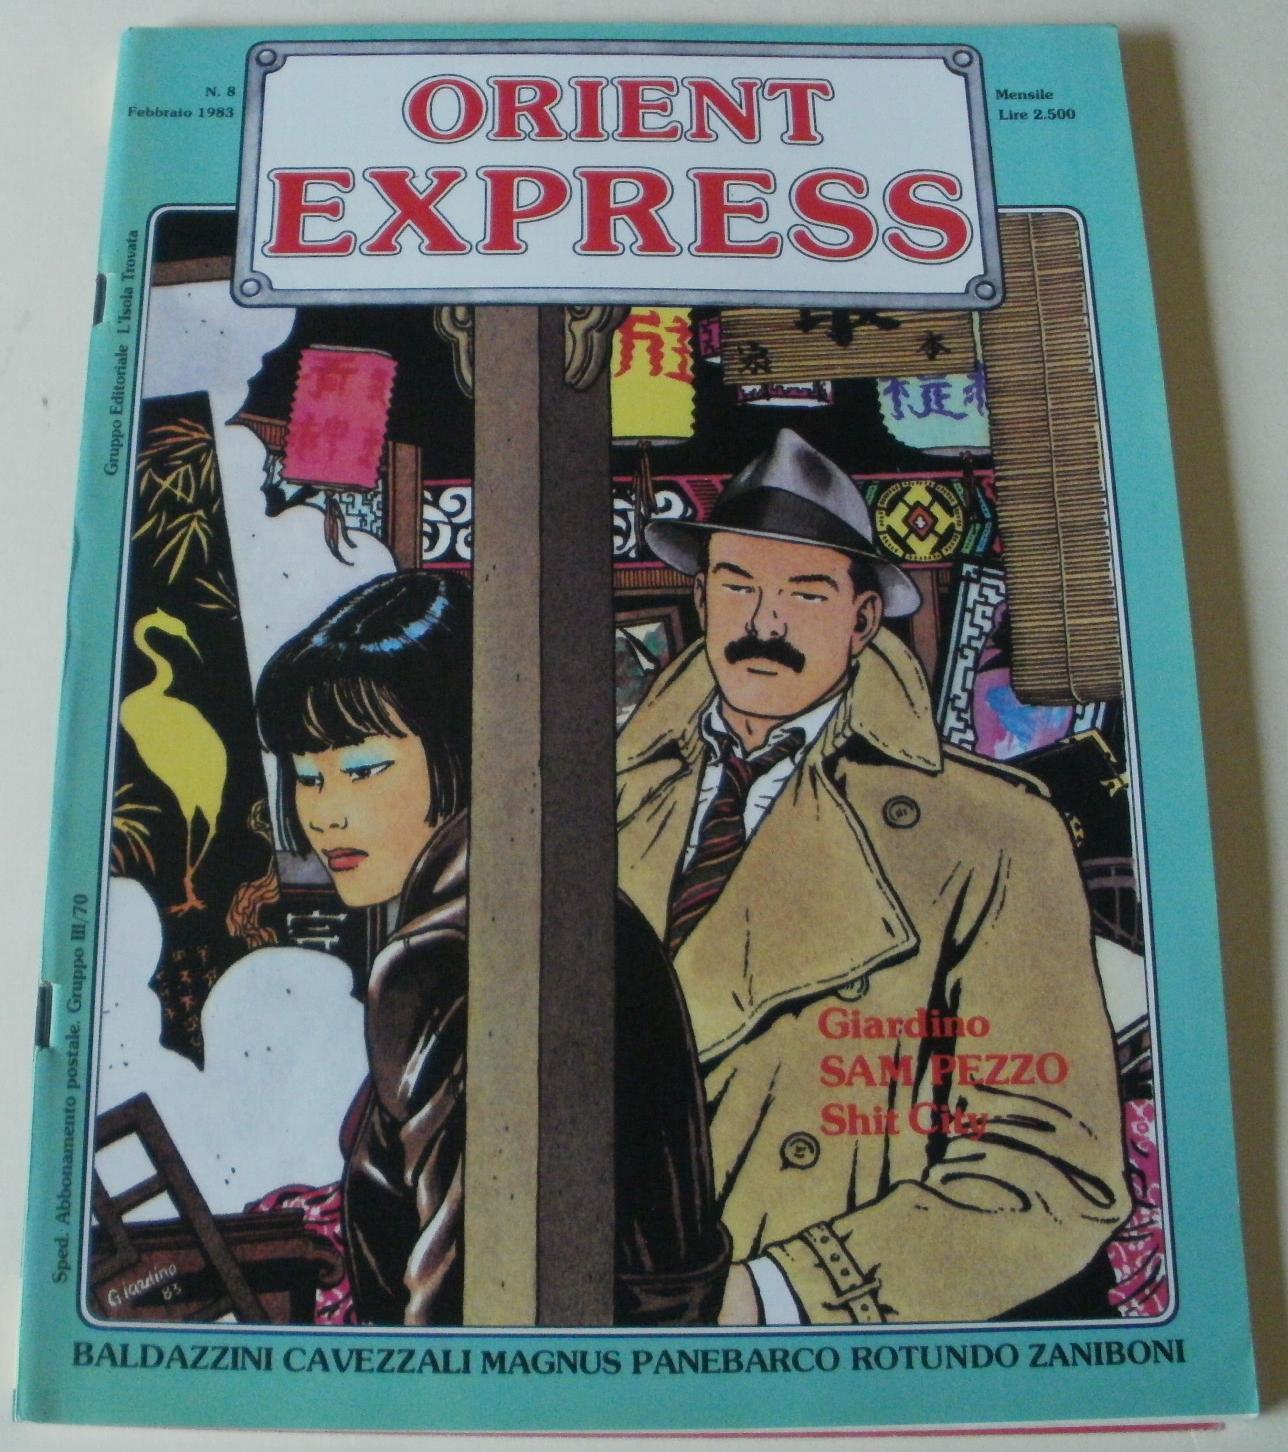 N. 8
Febbraio 1983
ORIENT
EXPRESS
Mensile
Lire 2.500
Gruppo Editoriale L'Isola Trovata
Sped. Abbonamento postale. Gruppo III/70
本
Giardino
SAM PEZZO
Shit City
Giardino
83
BALDAZZINI CAVEZZALI MAGNUS PANEBARCO ROTUNDO ZANIBONI